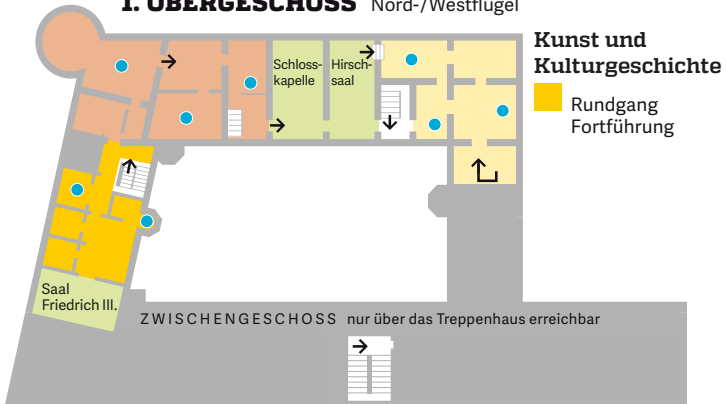 1. ÜBERGESCHOSS Nord-/Westflügel
Kunst und
Kulturgeschichte
Rundgang
Fortführung
Schloss-
kapelle
Hirsch-
saal
Saal
Friedrich III.
ZWISCHENGESCHOSS nur über das Treppenhaus erreichbar